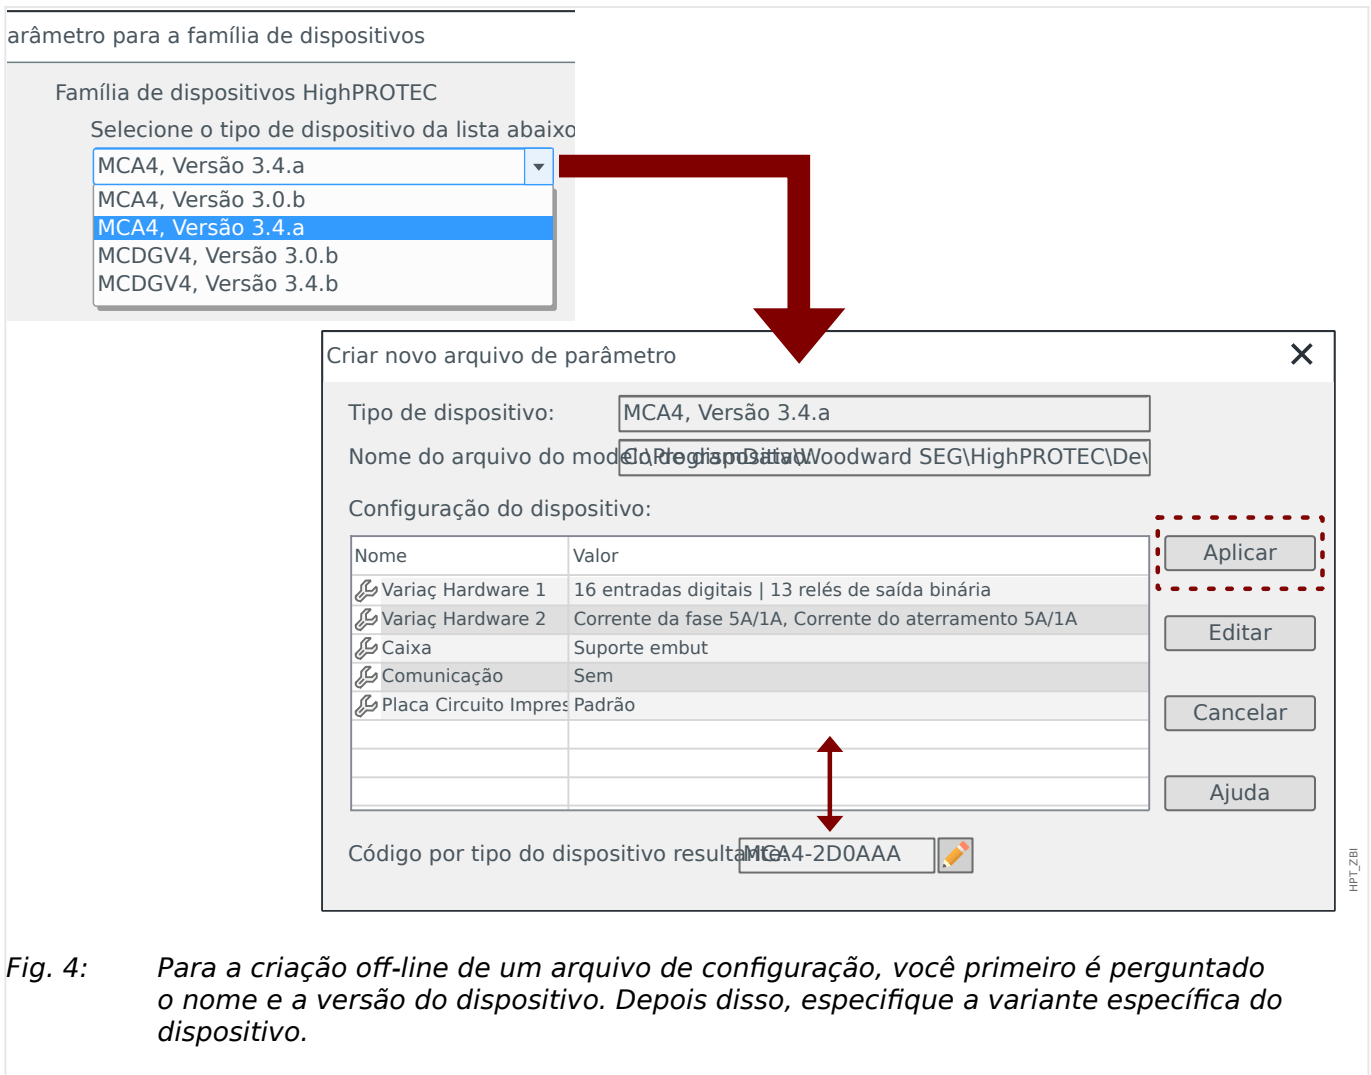 arâmetro para a família de dispositivos
Família de dispositivos HighPROTEC
Selecione o tipo de dispositivo da lista abaixo
MCA4, Versão 3.4.a
MCA4, Versão 3.0.b
MCA4, Versão 3.4.a
MCDGV4, Versão 3.0.b
MCDGV4, Versão 3.4.b
Criar novo arquivo de parâmetro
Tipo de dispositivo: MCA4, Versão 3.4.a
Nome do arquivo do modelo de dispositivo: C:\ProgramData\Woodward SEG\HighPROTEC\Dev
Configuração do dispositivo:
Nome Valor
Variaç Hardware 1 16 entradas digitais | 13 relés de saída binária
Variaç Hardware 2 Corrente da fase 5A/1A, Corrente do aterramento 5A/1A
Caixa Suporte embut
Comunicação Sem
Placa Circuito Impres Padrão
Aplicar
Editar
Cancelar
Ajuda
Código por tipo do dispositivo resultante: MCA4-2D0AAA
HPT_ZBI
Fig. 4: Para a criação off-line de um arquivo de configuração, você primeiro é perguntado
o nome e a versão do dispositivo. Depois disso, especifique a variante específica do
dispositivo.